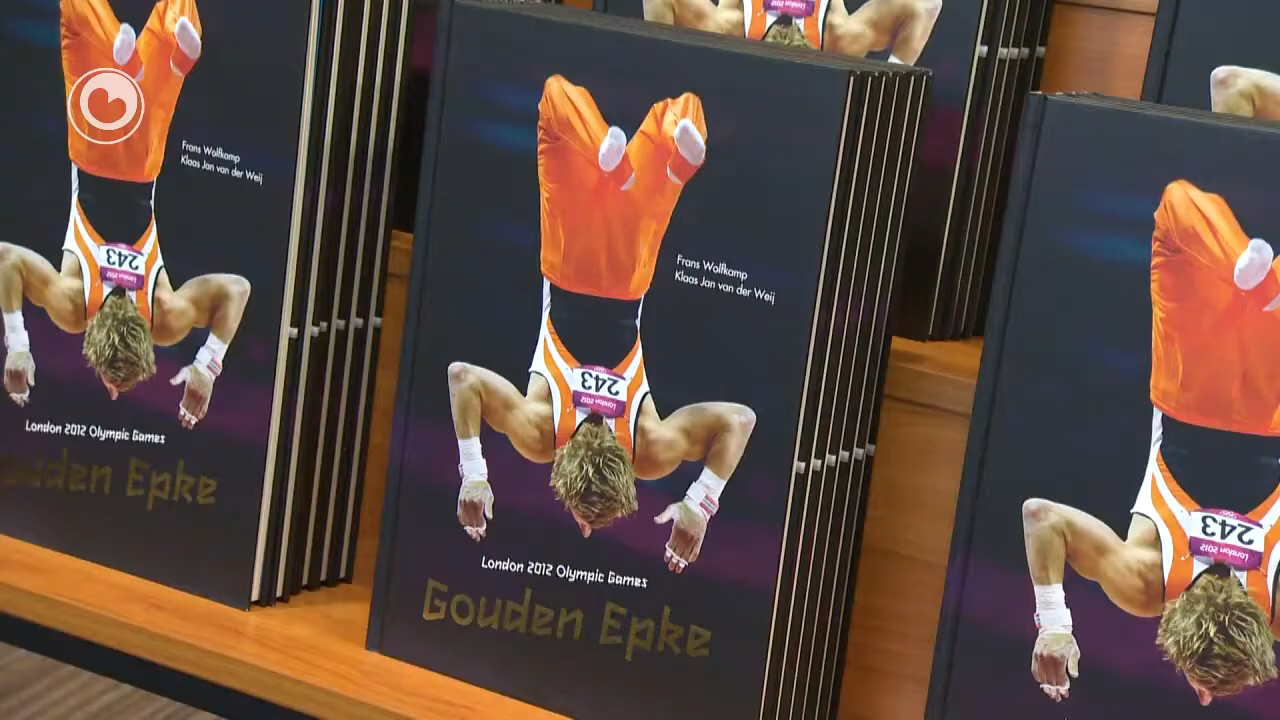 Frans Wolfkamp
Klaas Jan van der Weij
243
London 2012
London 2012 Olympic Games
Gouden Epke
Frans Wolfkamp
Klaas Jan van der Weij
243
London 2012
London 2012 Olympic Games
Gouden Epke
243
London 2012